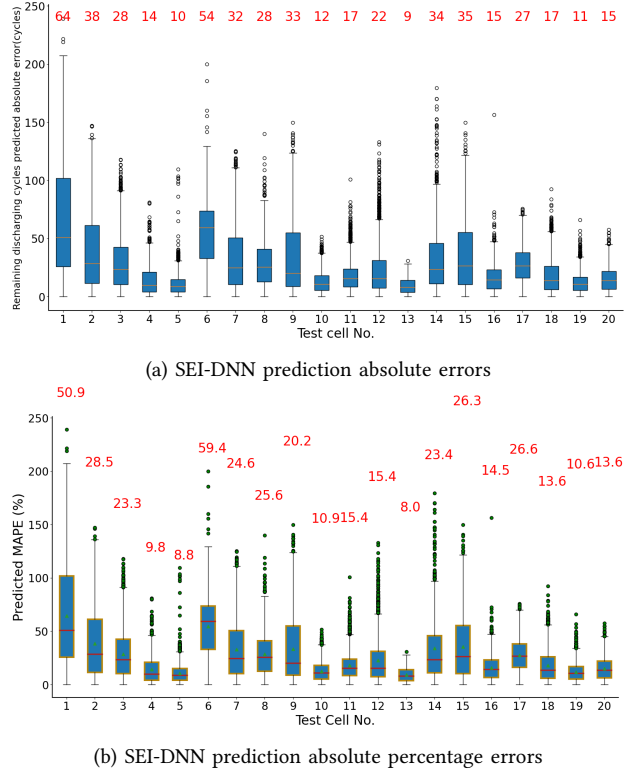 64 38 28 14 10 54 32 28 33 12 17 22 9 34 35 15 27 17 11 15
250
200
150
100
50
0
Remaining discharging cycles predicted absolute error(cycles)
1 2 3 4 5 6 7 8 9 10 11 12 13 14 15 16 17 18 19 20
Test cell No.
(a) SEI-DNN prediction absolute errors
50.9 28.5 23.3 9.8 8.8 59.4 24.6 25.6 20.2 10.9 15.4 15.4 8.0 23.4 26.3 14.5 26.6 13.6 10.6 13.6
250
200
150
100
50
0
Predicted MAPE (%)
1 2 3 4 5 6 7 8 9 10 11 12 13 14 15 16 17 18 19 20
Test Cell No.
(b) SEI-DNN prediction absolute percentage errors